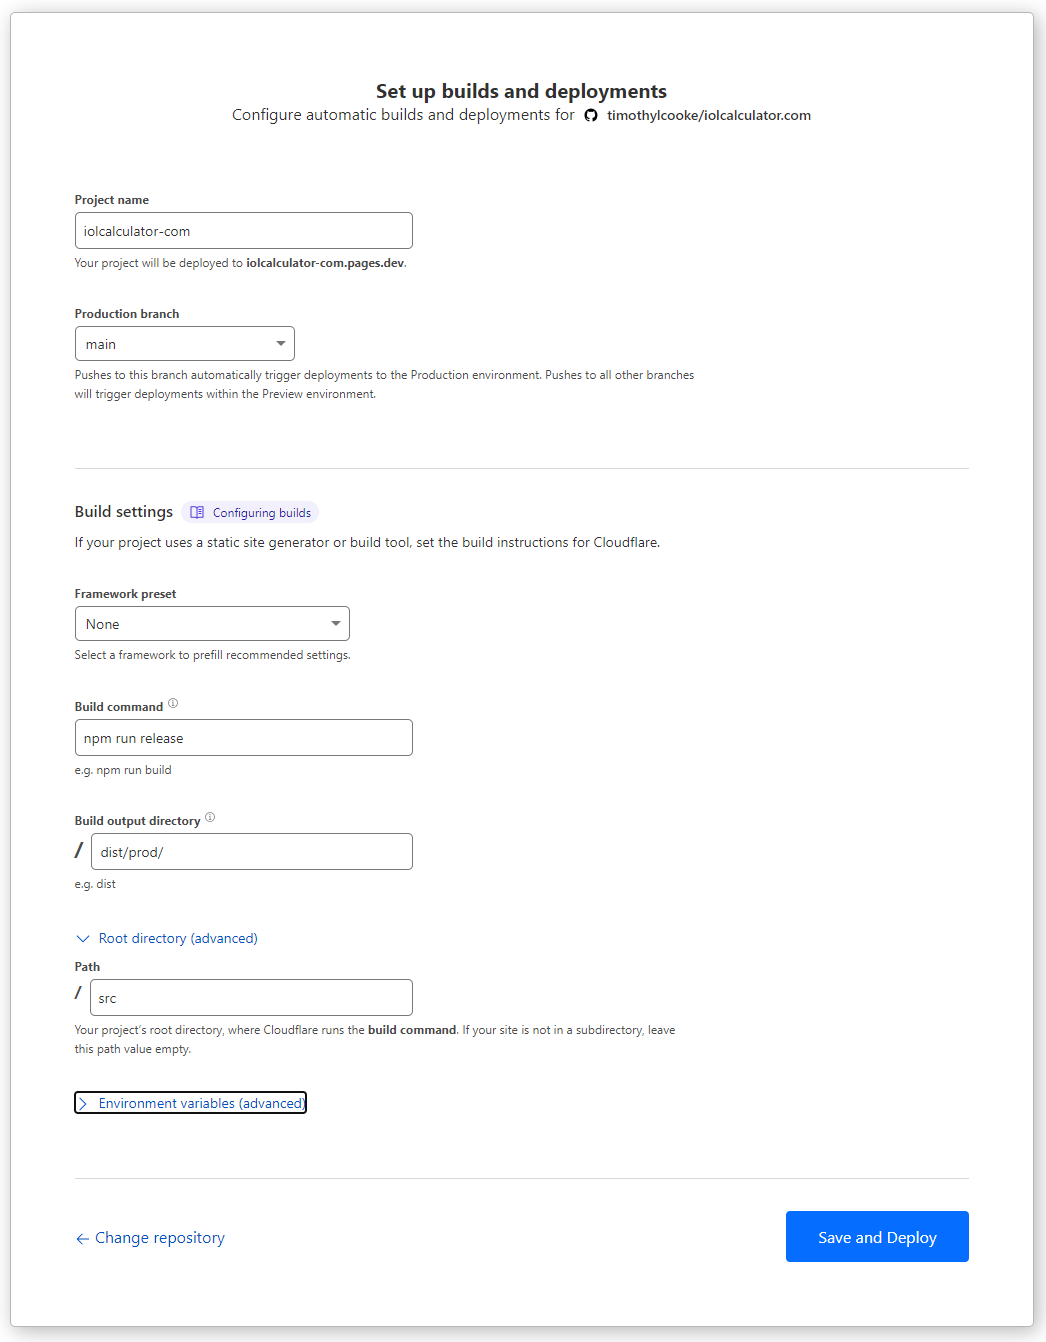 Set up builds and deployments
Configure automatic builds and deployments for timothylcooke/iolcalculator.com
Project name
iolcalculator-com
Your project will be deployed to iolcalculator-com.pages.dev.
Production branch
main
Pushes to this branch automatically trigger deployments to the Production environment. Pushes to all other branches
will trigger deployments within the Preview environment.
Build settings Configuring builds
If your project uses a static site generator or build tool, set the build instructions for Cloudflare.
Framework preset
None
Select a framework to prefill recommended settings.
Build command
npm run release
e.g. npm run build
Build output directory
/ dist/prod/
e.g. dist
Root directory (advanced)
Path
/ src
Your project's root directory, where Cloudflare runs the build command. If your site is not in a subdirectory, leave
this path value empty.
Environment variables (advanced)
← Change repository
Save and Deploy